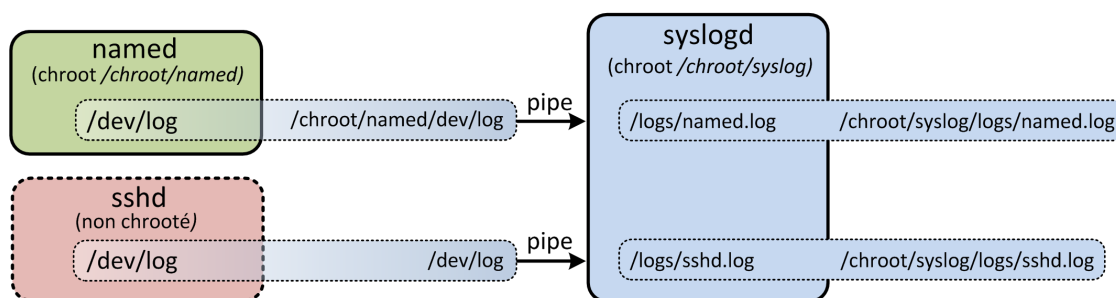 named
(chroot /chroot/named)
/dev/log
/chroot/named/dev/log
pipe
syslogd
(chroot /chroot/syslog)
/logs/named.log
/chroot/syslog/logs/named.log
sshd
(non chrooté)
/dev/log
/dev/log
pipe
/logs/sshd.log
/chroot/syslog/logs/sshd.log